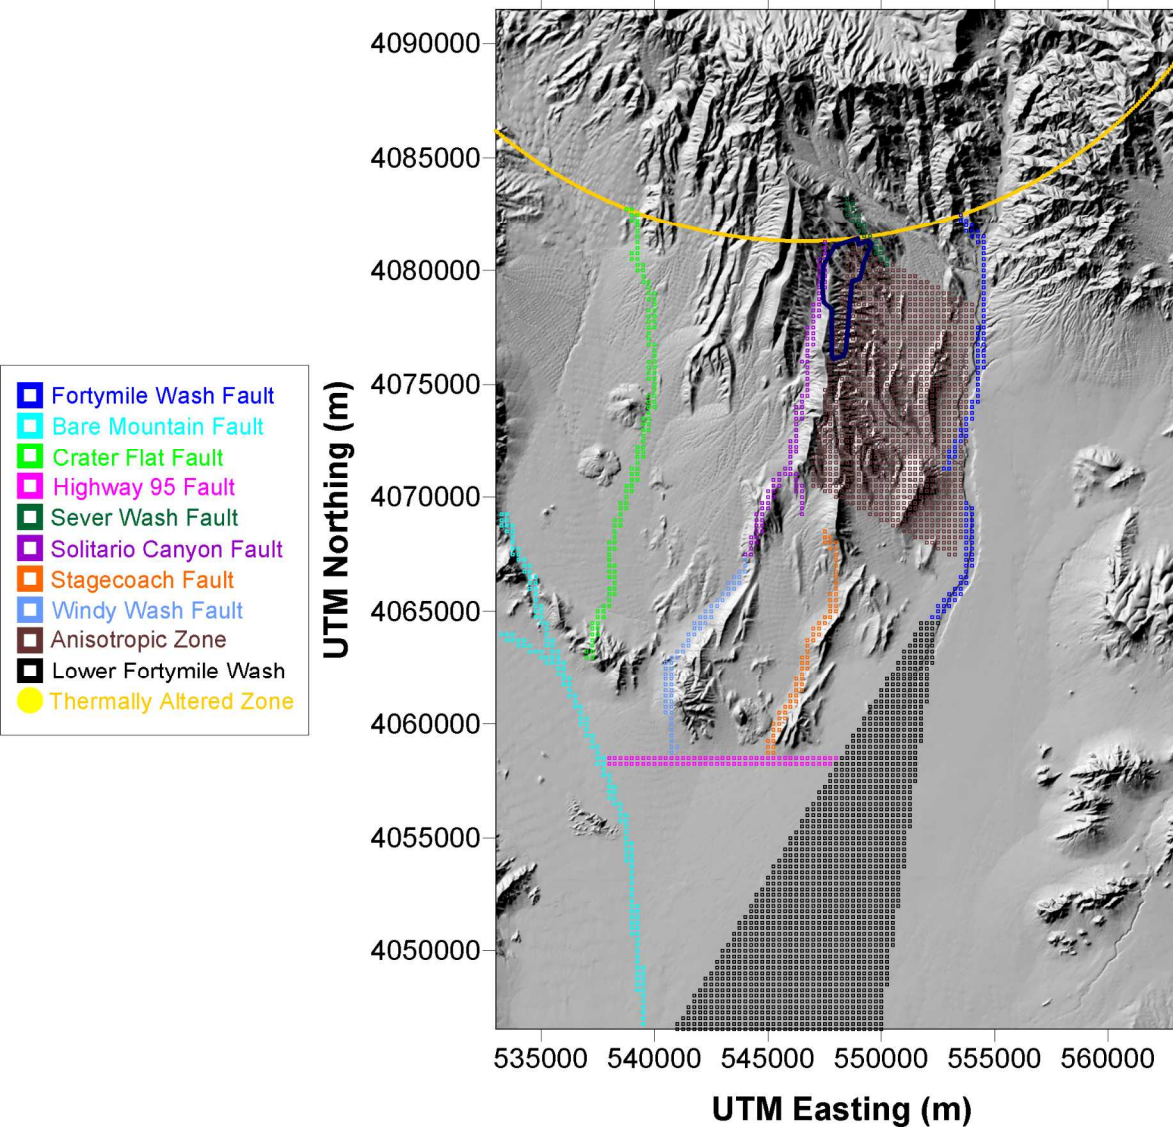 4090000
4085000
4080000
4075000
4070000
4065000
4060000
4055000
4050000
UTM Northing (m)
Fortymile Wash Fault
Bare Mountain Fault
Crater Flat Fault
Highway 95 Fault
Sever Wash Fault
Solitario Canyon Fault
Stagecoach Fault
Windy Wash Fault
Anisotropic Zone
Lower Fortymile Wash
Thermally Altered Zone
535000 540000 545000 550000 555000 560000
UTM Easting (m)